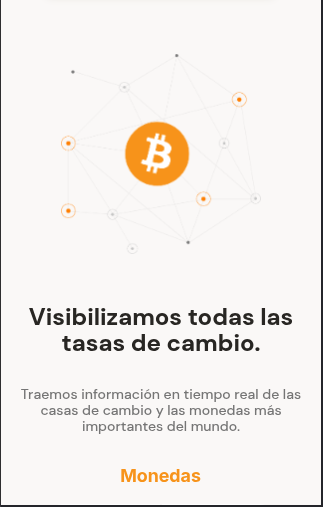 Visibilizamos todas las
tasas de cambio.
Traemos información en tiempo real de las
casas de cambio y las monedas más
importantes del mundo.
Monedas